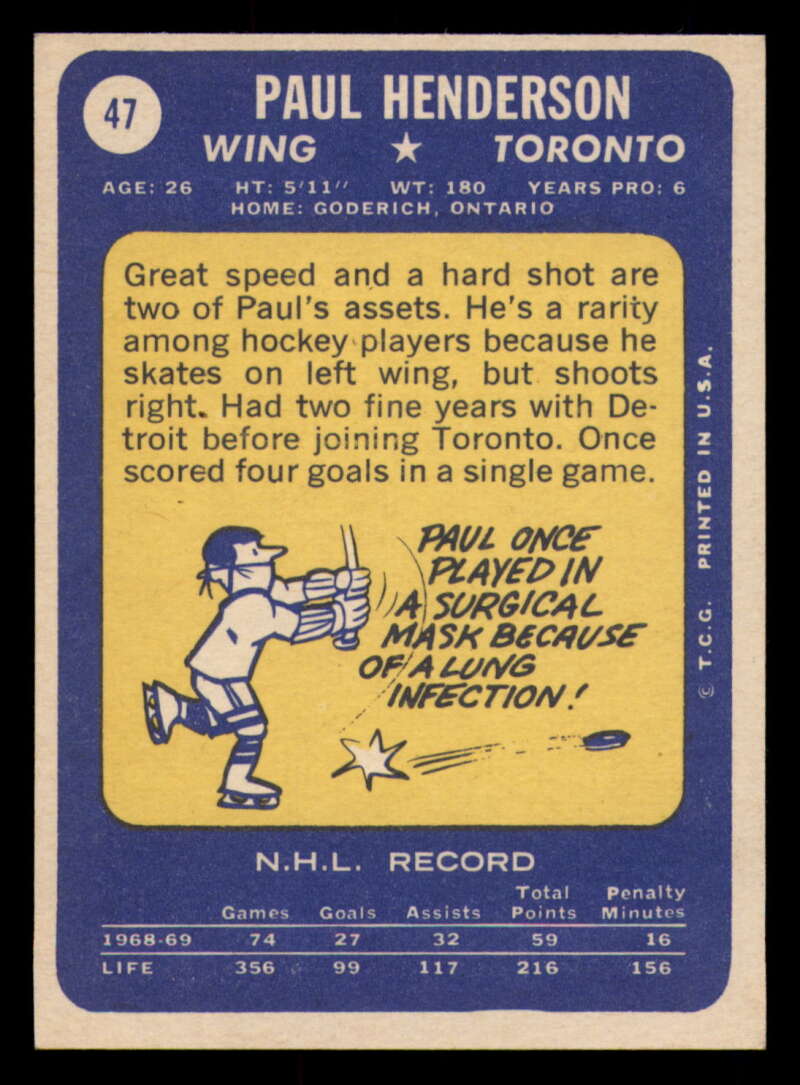 47
PAUL HENDERSON
WING ★ TORONTO
AGE: 26 HT: 5'11" WT: 180 YEARS PRO: 6
HOME: GODERICH, ONTARIO
Great speed and a hard shot are
two of Paul's assets. He's a rarity
among hockey players because he
skates on left wing, but shoots
right. Had two fine years with De-
troit before joining Toronto. Once
scored four goals in a single game.
PAUL ONCE
PLAYED IN
A SURGICAL
MASK BECAUSE
OF A LUNG
INFECTION!
© T.C.G. PRINTED IN U.S.A.
N.H.L. RECORD
Total Penalty
Games Goals Assists Points Minutes
1968-69 74 27 32 59 16
LIFE 356 99 117 216 156